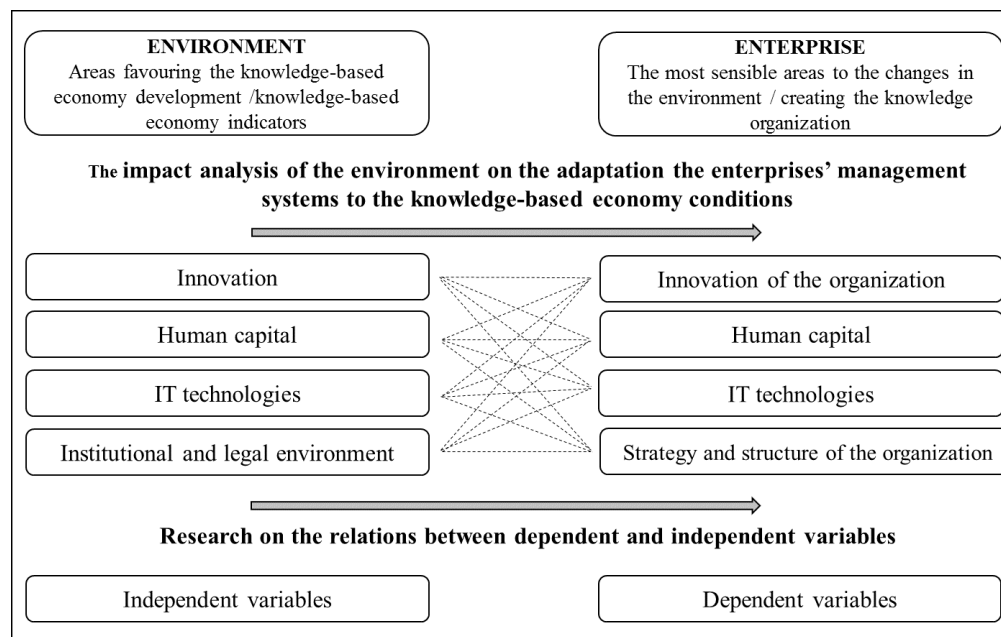 ENVIRONMENT
Areas favouring the knowledge-based
economy development /knowledge-based
economy indicators
ENTERPRISE
The most sensible areas to the changes in
the environment / creating the knowledge
organization
The impact analysis of the environment on the adaptation the enterprises’ management
systems to the knowledge-based economy conditions
Innovation
Innovation of the organization
Human capital
Human capital
IT technologies
IT technologies
Institutional and legal environment
Strategy and structure of the organization
Research on the relations between dependent and independent variables
Independent variables
Dependent variables